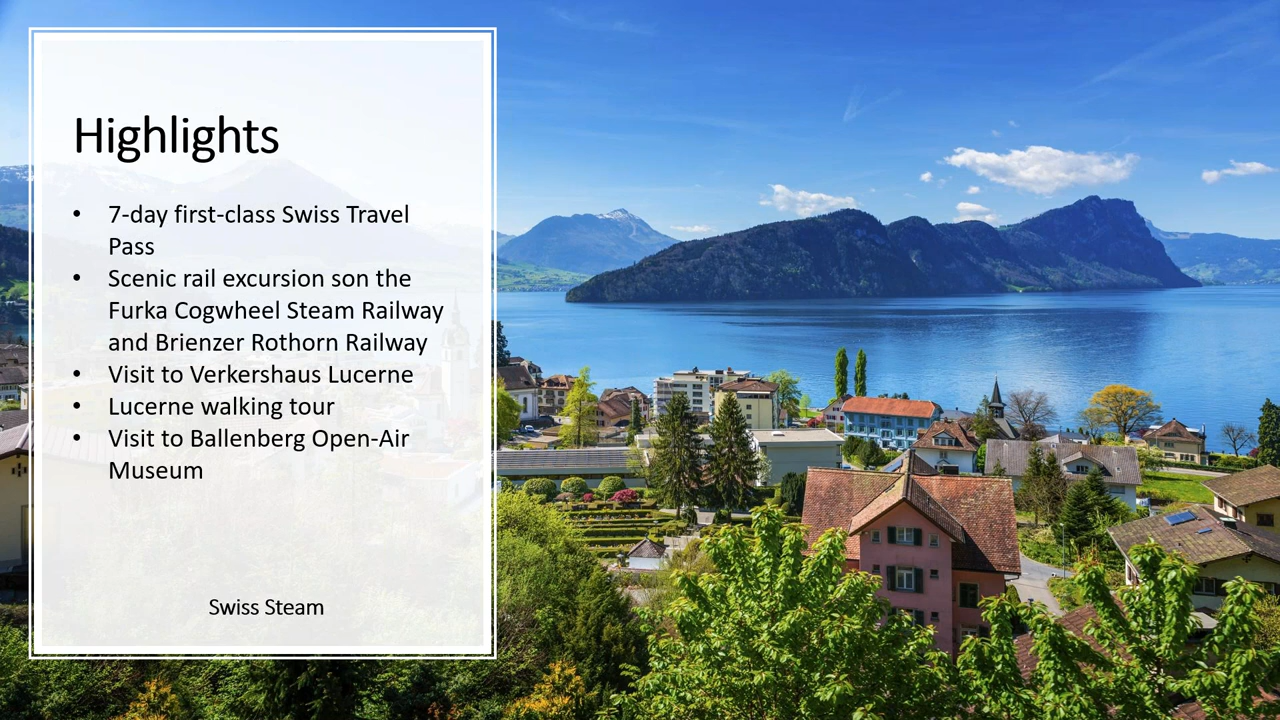 Highlights
• 7-day first-class Swiss Travel
Pass
• Scenic rail excursion son the
Furka Cogwheel Steam Railway
and Brienzer Rothorn Railway
• Visit to Verkershaus Lucerne
• Lucerne walking tour
• Visit to Ballenberg Open-Air
Museum
Swiss Steam